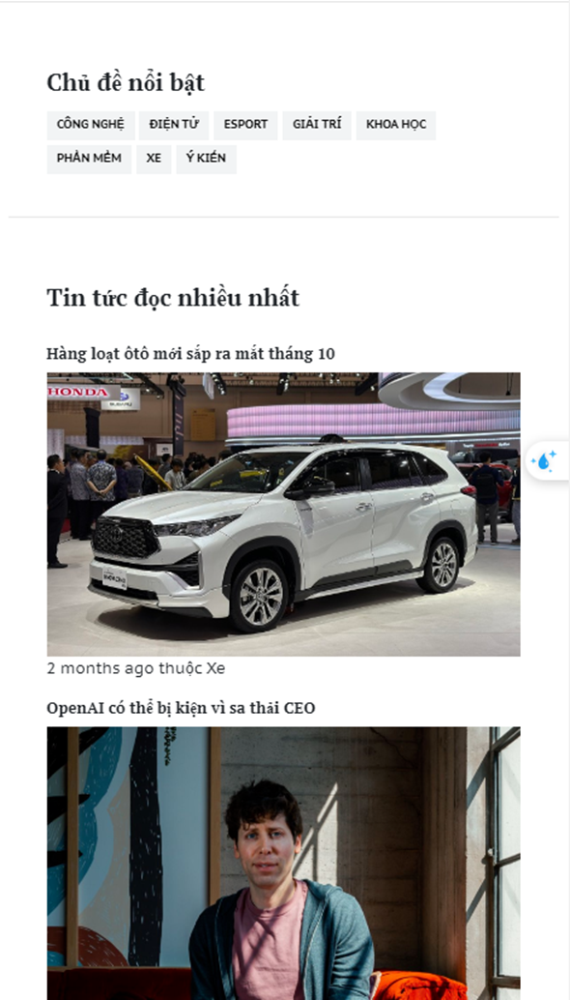 Chủ đề nổi bật
CÔNG NGHỆ ĐIỆN TỬ ESPORT GIẢI TRÍ KHOA HỌC
PHẦN MỀM XE Ý KIẾN
Tin tức đọc nhiều nhất
Hàng loạt ôtô mới sắp ra mắt tháng 10
HONDA
SUBARU
2 months ago thuộc Xe
OpenAI có thể bị kiện vì sa thải CEO